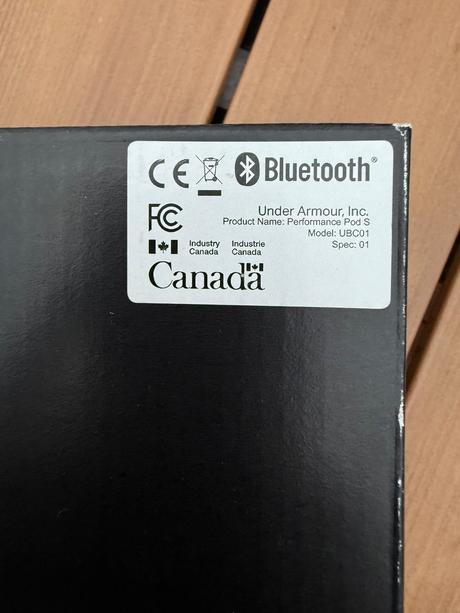 CE Bluetooth®
FC Under Armour, Inc.
Product Name: Performance Pod S
Model: UBC01
Industry Canada Industrie Canada Spec: 01
Canada